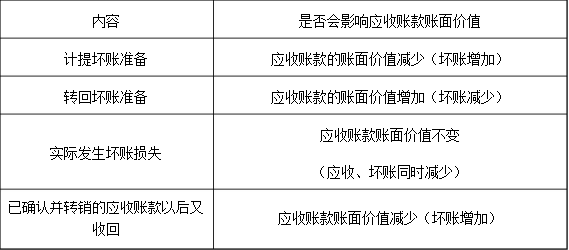 内容
是否会影响应收账款账面价值
计提坏账准备
应收账款的账面价值减少（坏账增加）
转回坏账准备
应收账款的账面价值增加（坏账减少）
实际发生坏账损失
应收账款账面价值不变
（应收、坏账同时减少）
已确认并转销的应收账款以后又
收回
应收账款账面价值减少（坏账增加）